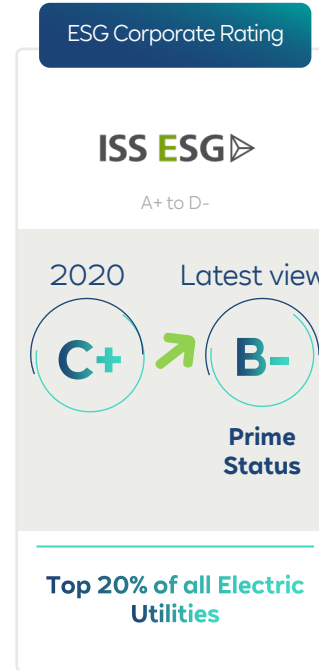 ESG Corporate Rating
ISS ESG
A+ to D-
2020 Latest view
C+ B-
Prime
Status
Top 20% of all Electric
Utilities